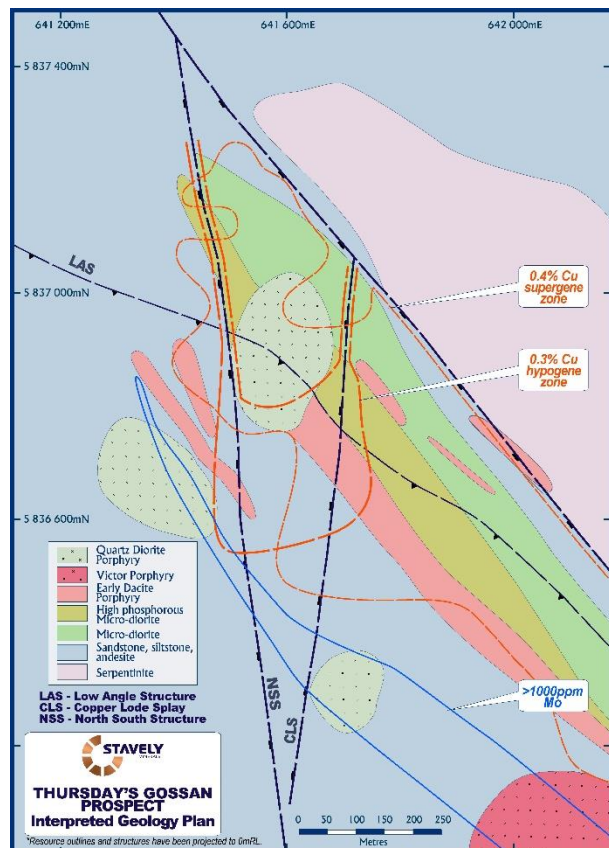 641 200mE
641 600mE
642 000mE
5 837 400mN
LAS
5 837 000mN
0.4% Cu
supergene
zone
0.3% Cu
hypogene
zone
5 836 600mN
Quartz Diorite
Porphyry
Victor Porphyry
Early Dacite
Porphyry
High phosphorous
Micro-diorite
Micro-diorite
Sandstone, siltstone,
andesite
Serpentinite
LAS - Low Angle Structure
CLS - Copper Lode Splay
NSS - North South Structure
NSS
CLS
>1000ppm
Mo
STAVELY
MINERALS
THURSDAY'S GOSSAN
PROSPECT
Interpreted Geology Plan
0 50 100 150 200 250
Metres
*Resource outlines and structures have been projected to 0mRL.